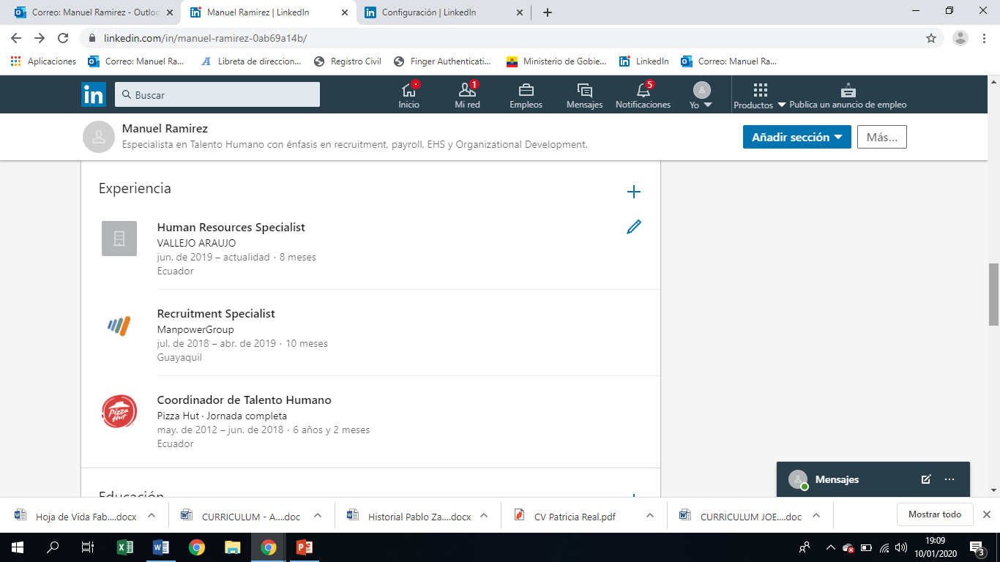 Correo: Manuel Ramirez - Outloo
Manuel Ramirez | LinkedIn
Configuración | LinkedIn
linkedin.com/in/manuel-ramirez-0ab69a14b/
Aplicaciones
Correo: Manuel Ra...
Libreta de direccion...
Registro Civil
Finger Authenticati...
Ministerio de Gobie...
LinkedIn
Correo: Manuel Ra...
in
Buscar
Inicio
1
Mi red
Empleos
Mensajes
5
Notificaciones
Yo
Productos
Publica un anuncio de empleo
Manuel Ramirez
Especialista en Talento Humano con énfasis en recruitment, payroll, EHS y Organizational Development.
Añadir sección
Más...
Experiencia
Human Resources Specialist
VALLEJO ARAUJO
jun. de 2019 – actualidad · 8 meses
Ecuador
Recruitment Specialist
ManpowerGroup
jul. de 2018 – abr. de 2019 · 10 meses
Guayaquil
Pizza Hut
Coordinador de Talento Humano
Pizza Hut · Jornada completa
may. de 2012 – jun. de 2018 · 6 años y 2 meses
Ecuador
Educación
Mensajes
Hoja de Vida Fab....docx
CURRICULUM - A....doc
Historial Pablo Za....docx
CV Patricia Real.pdf
CURRICULUM JOE....doc
Mostrar todo
19:09
10/01/2020
3